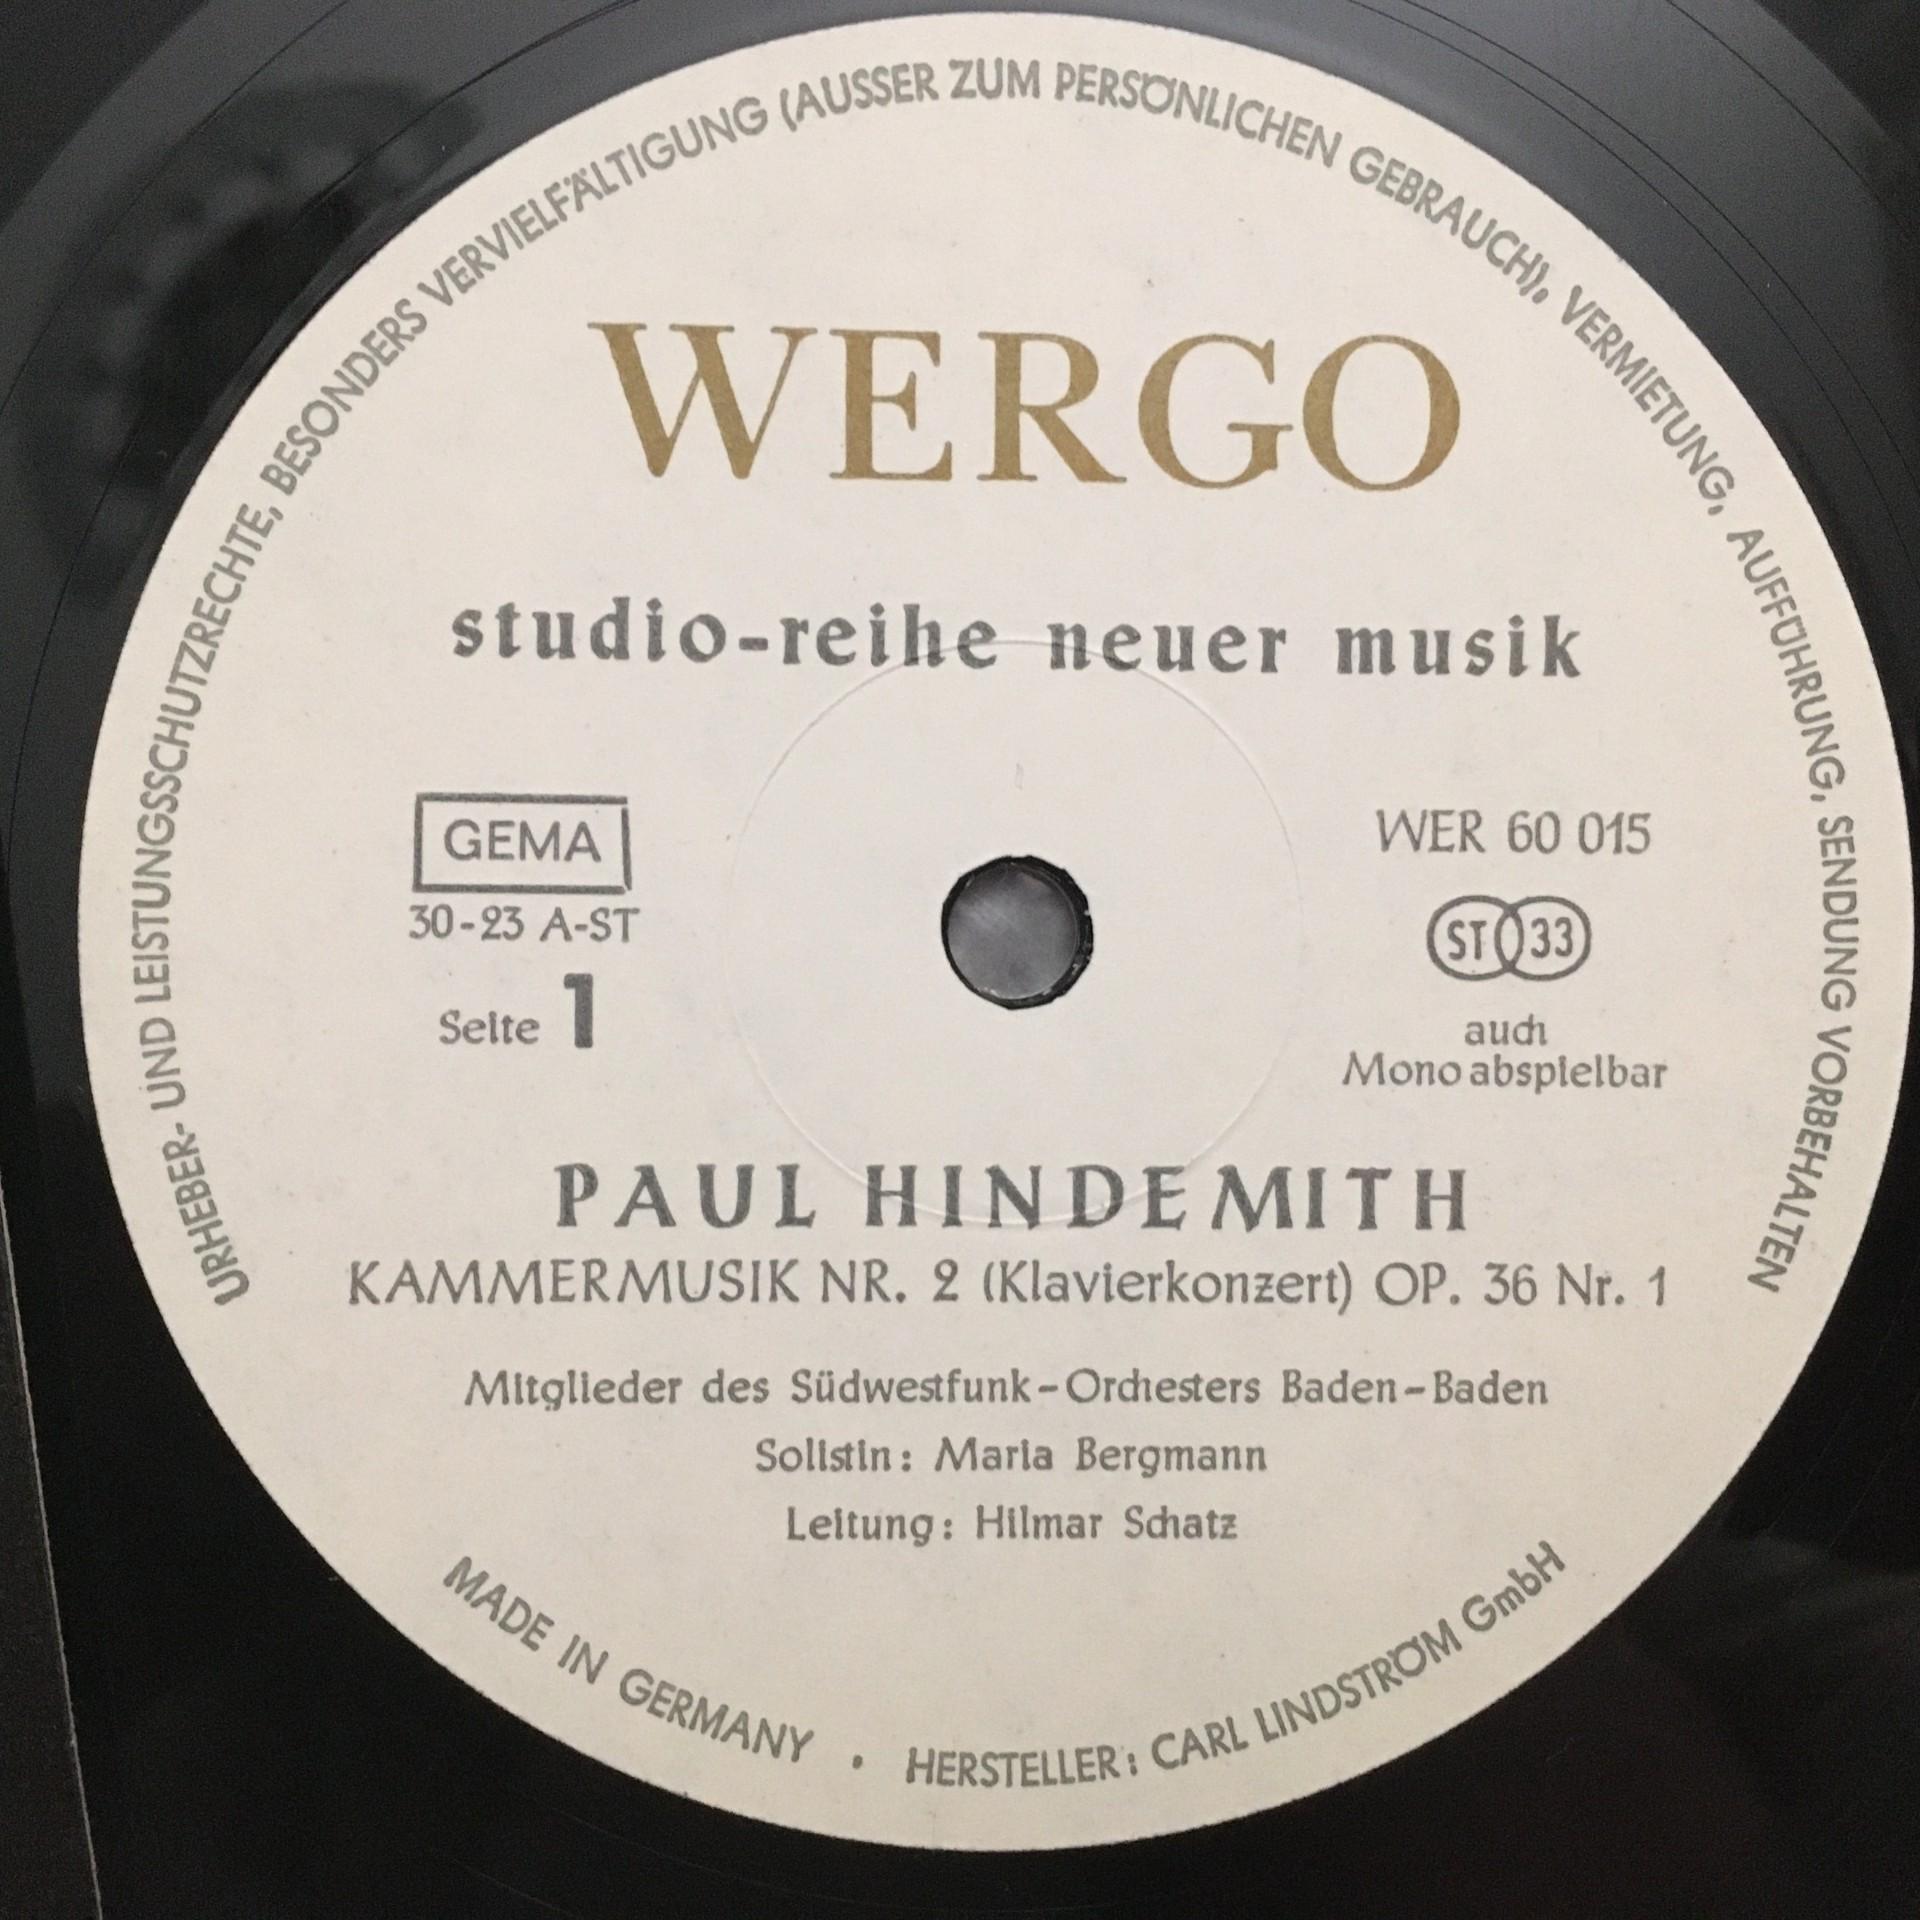 URHEBER- UND LEISTUNGSSCHUTZRECHTE, BESONDERS VERVIELFÄLTIGUNG (AUSSER ZUM PERSÖNLICHEN GEBRAUCH), VERMIETUNG, AUFFÜHRUNG, SENDUNG VORBEHALTEN
WERGO
studio-reihe neuer musik
GEMA
30-23 A-ST
Seite 1
WER 60 015
ST 33
auch
Mono abspielbar
PAUL HINDEMITH
KAMMERMUSIK NR. 2 (Klavierkonzert) OP. 36 Nr. 1
Mitglieder des Südwestfunk-Orchesters Baden-Baden
Solistin: Maria Bergmann
Leitung: Hilmar Schatz
MADE IN GERMANY · HERSTELLER: CARL LINDSTRÖM GmbH